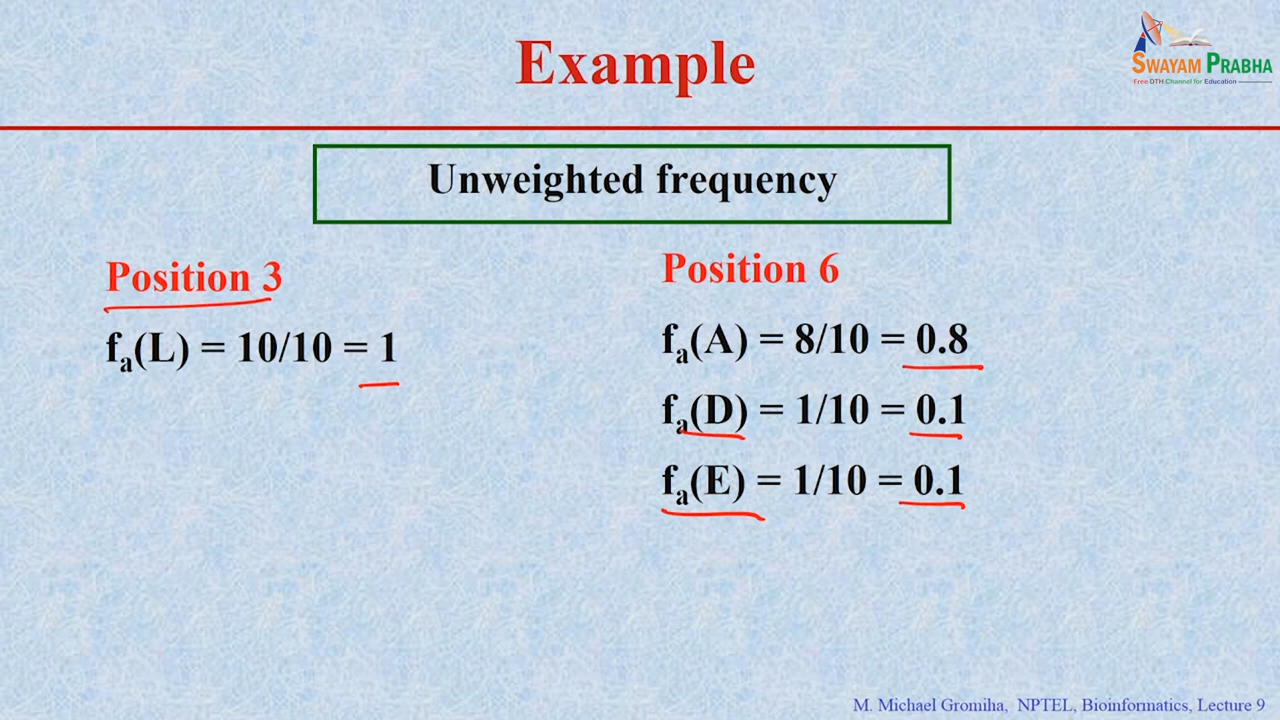 Example
SWAYAM PRABHA
Free DTH Channel for Education
Unweighted frequency
Position 3
fa(L) = 10/10 = 1
Position 6
fa(A) = 8/10 = 0.8
fa(D) = 1/10 = 0.1
fa(E) = 1/10 = 0.1
M. Michael Gromiha, NPTEL, Bioinformatics, Lecture 9